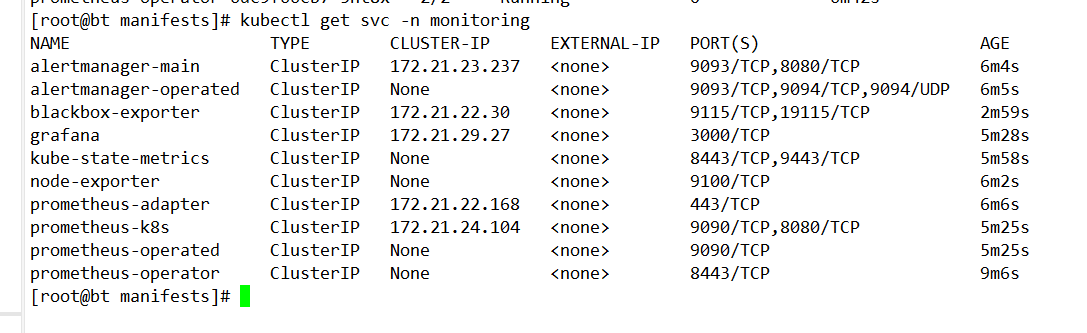 [root@bt manifests]# kubectl get svc -n monitoring
NAME TYPE CLUSTER-IP EXTERNAL-IP PORT(S) AGE
alertmanager-main ClusterIP 172.21.23.237 <none> 9093/TCP,8080/TCP 6m4s
alertmanager-operated ClusterIP None <none> 9093/TCP,9094/TCP,9094/UDP 6m5s
blackbox-exporter ClusterIP 172.21.22.30 <none> 9115/TCP,19115/TCP 2m59s
grafana ClusterIP 172.21.29.27 <none> 3000/TCP 5m28s
kube-state-metrics ClusterIP None <none> 8443/TCP,9443/TCP 5m58s
node-exporter ClusterIP None <none> 9100/TCP 6m2s
prometheus-adapter ClusterIP 172.21.22.168 <none> 443/TCP 6m6s
prometheus-k8s ClusterIP 172.21.24.104 <none> 9090/TCP,8080/TCP 5m25s
prometheus-operated ClusterIP None <none> 9090/TCP 5m25s
prometheus-operator ClusterIP None <none> 8443/TCP 9m6s
[root@bt manifests]#